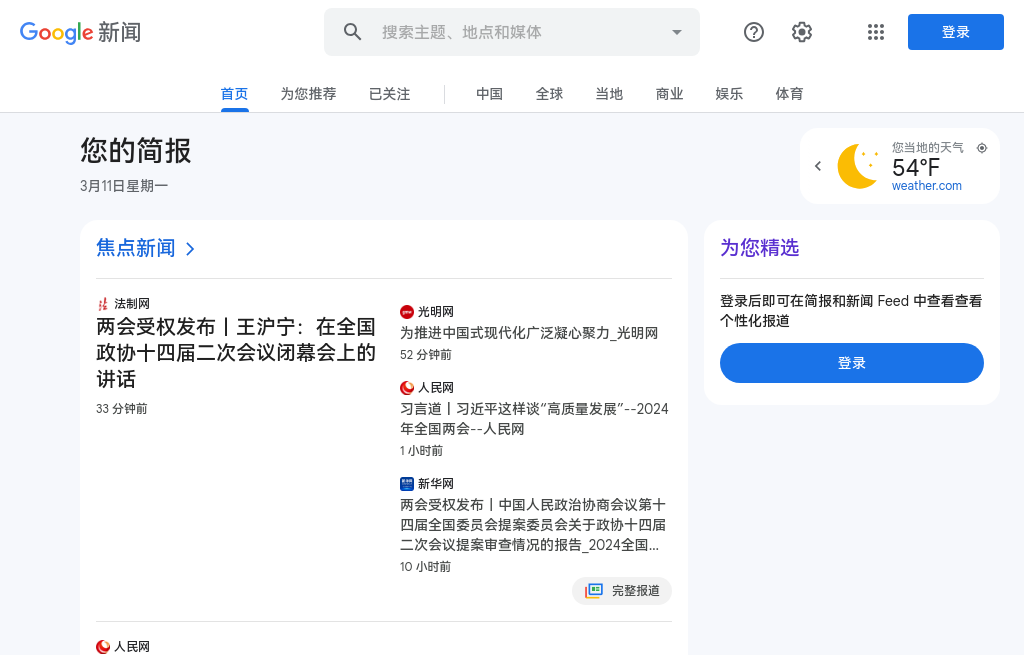 Google 新闻
搜索主题、地点和媒体
登录
首页
为您推荐
已关注
中国
全球
当地
商业
娱乐
体育
您的简报
3月11日星期一
您当地的天气
54°F
weather.com
焦点新闻
法制网
两会受权发布丨王沪宁：在全国
政协十四届二次会议闭幕会上的
讲话
33 分钟前
光明网
为推进中国式现代化广泛凝心聚力_光明网
52 分钟前
人民网
习言道丨习近平这样谈“高质量发展”--2024
年全国两会--人民网
1 小时前
新华网
两会受权发布丨中国人民政治协商会议第十
四届全国委员会提案委员会关于政协十四届
二次会议提案审查情况的报告_2024全国...
10 小时前
完整报道
人民网
为您精选
登录后即可在简报和新闻 Feed 中查看查看
个性化报道
登录